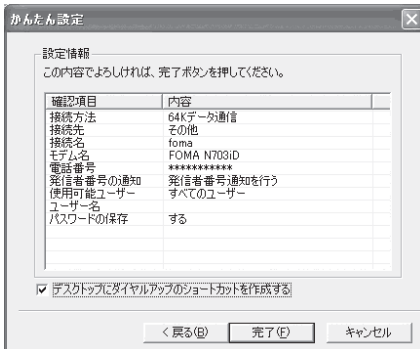 かんたん設定
設定情報
この内容でよろしければ、完了ボタンを押してください。
確認項目 内容
接続方法 64Kデータ通信
接続先 その他
接続名 foma
モデム名 FOMA N703iD
電話番号 ***********
発信者番号の通知 発信者番号通知を行う
使用可能ユーザー すべてのユーザー
ユーザー名
パスワードの保存 する
デスクトップにダイヤルアップのショートカットを作成する
< 戻る(B) 完了(F) キャンセル